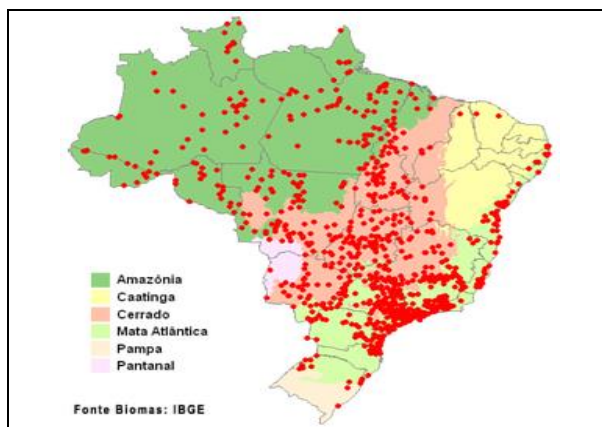 Amazônia
Caatinga
Cerrado
Mata Atlântica
Pampa
Pantanal
Fonte Biomas: IBGE